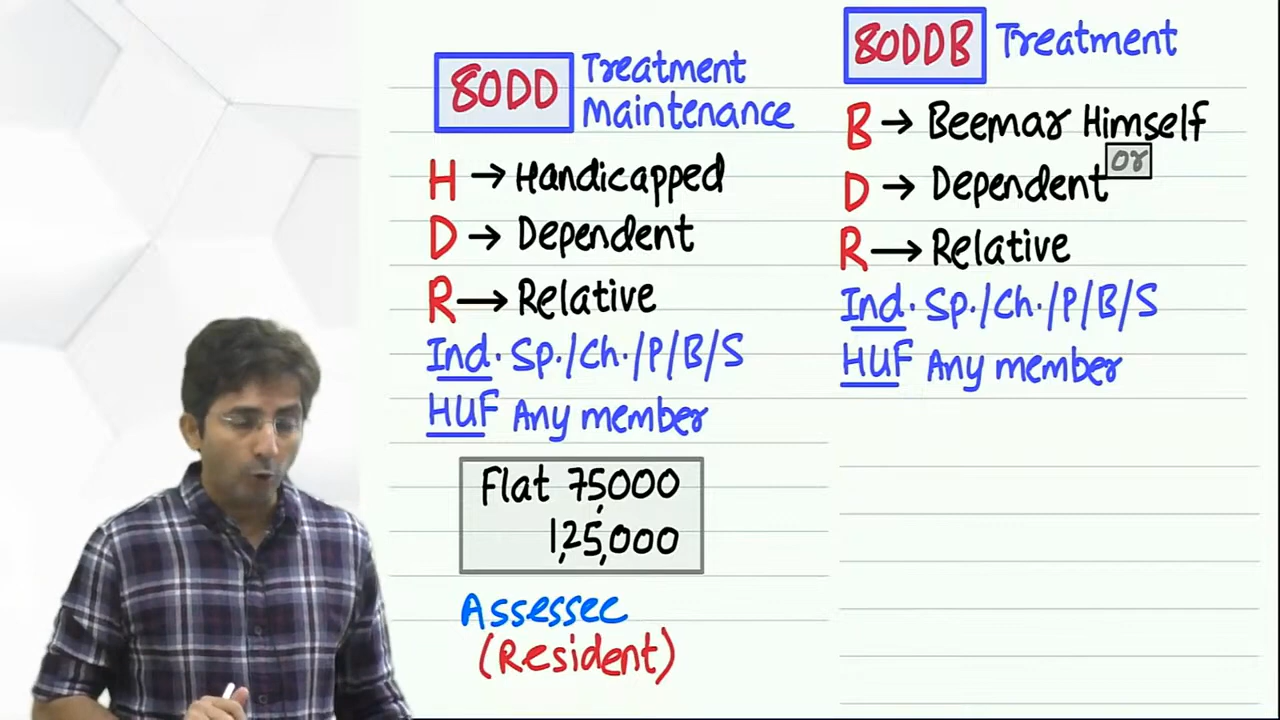 80DD Treatment
Maintenance
H → Handicapped
D → Dependent
R → Relative
Ind. Sp./Ch./P/B/S
HUF Any member
Flat 75,000
1,25,000
Assessee
(Resident)
80DDB Treatment
B → Beemar Himself
or
D → Dependent
R → Relative
Ind. Sp./Ch./P/B/S
HUF Any member